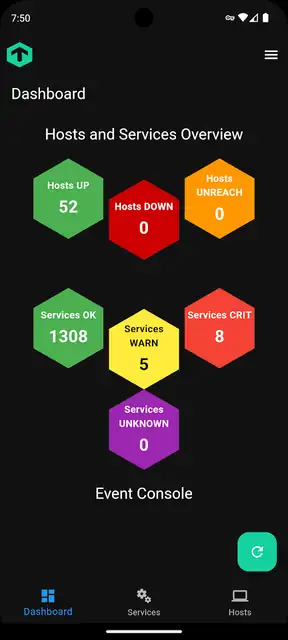 7:50
Dashboard
Hosts and Services Overview
Hosts UP
52
Hosts DOWN
0
Hosts
UNREACH
0
Services OK
1308
Services
WARN
5
Services CRIT
8
Services
UNKNOWN
0
Event Console
Dashboard
Services
Hosts